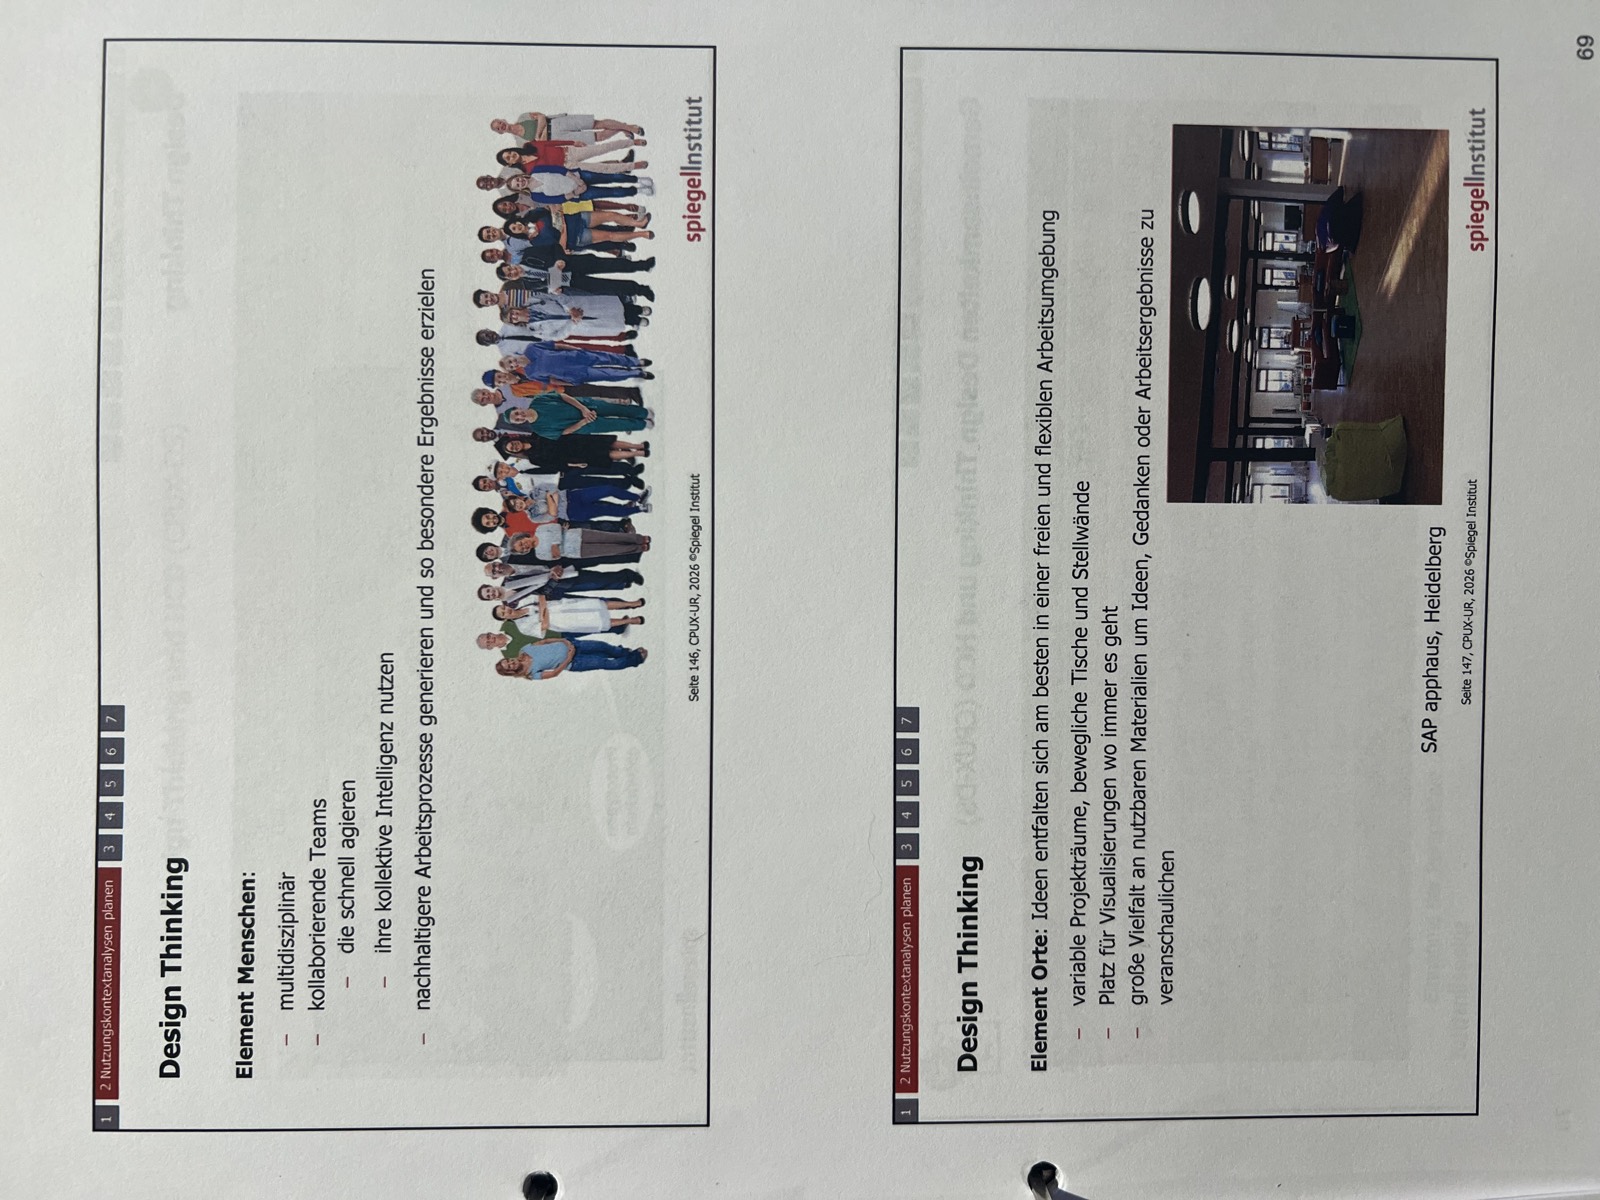 1 2 Nutzungskontextanalysen planen 3 4 5 6 7
Design Thinking
Element Menschen:
– multidisziplinär
– kollaborierende Teams
– die schnell agieren
– ihre kollektive Intelligenz nutzen
– nachhaltigere Arbeitsprozesse generieren und so besondere Ergebnisse erzielen
Seite 146, CPUX-UR, 2026 ©Spiegel Institut
spiegelInstitut
1 2 Nutzungskontextanalysen planen 3 4 5 6 7
Design Thinking
Element Orte: Ideen entfalten sich am besten in einer freien und flexiblen Arbeitsumgebung
– variable Projekträume, bewegliche Tische und Stellwände
– Platz für Visualisierungen wo immer es geht
– große Vielfalt an nutzbaren Materialien um Ideen, Gedanken oder Arbeitsergebnisse zu
veranschaulichen
SAP apphaus, Heidelberg
Seite 147, CPUX-UR, 2026 ©Spiegel Institut
spiegelInstitut
69